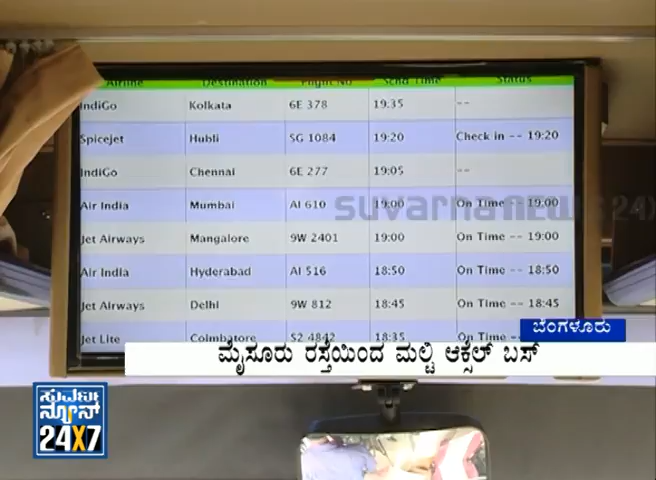 Airline Destination Flight No Schd Time Status
IndiGo Kolkata 6E 378 19.35 --
Spicejet Hubli SG 1084 19:20 Check in -- 19:20
IndiGo Chennai 6E 277 19:05 --
Air India Mumbai AI 610 19:00 On Time -- 19:00
suvarna NEWS 24x7
Jet Airways Mangalore 9W 2401 19:00 On Time -- 19:00
Air India Hyderabad AI 516 18:50 On Time -- 18:50
Jet Airways Delhi 9W 812 18:45 On Time -- 18:45
Jet Lite Coimbatore S2 4842 18:35 On Time --
ಬೆಂಗಳೂರು
ಮೈಸೂರು ರಸ್ತೆಯಿಂದ ಮಲ್ಟಿ ಆಕ್ಸೆಲ್ ಬಸ್
ಸುವರ್ಣ
ನ್ಯೂಸ್
24X7